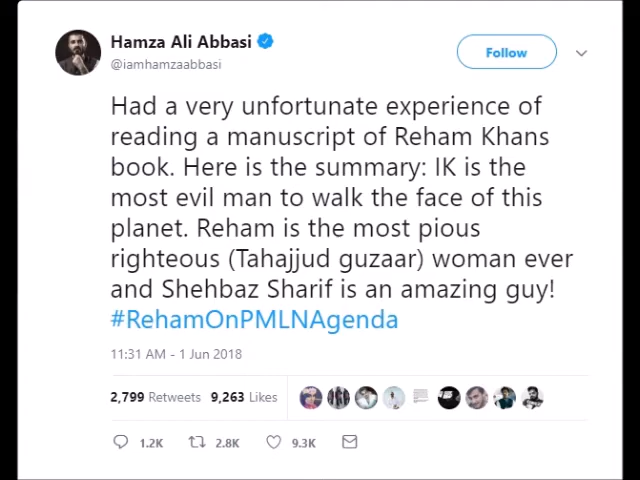 Hamza Ali Abbasi
@iamhamzaabbasi
Follow
Had a very unfortunate experience of
reading a manuscript of Reham Khans
book. Here is the summary: IK is the
most evil man to walk the face of this
planet. Reham is the most pious
righteous (Tahajjud guzaar) woman ever
and Shehbaz Sharif is an amazing guy!
#RehamOnPMLNAgenda
11:31 AM - 1 Jun 2018
2,799 Retweets 9,263 Likes
1.2K 2.8K 9.3K